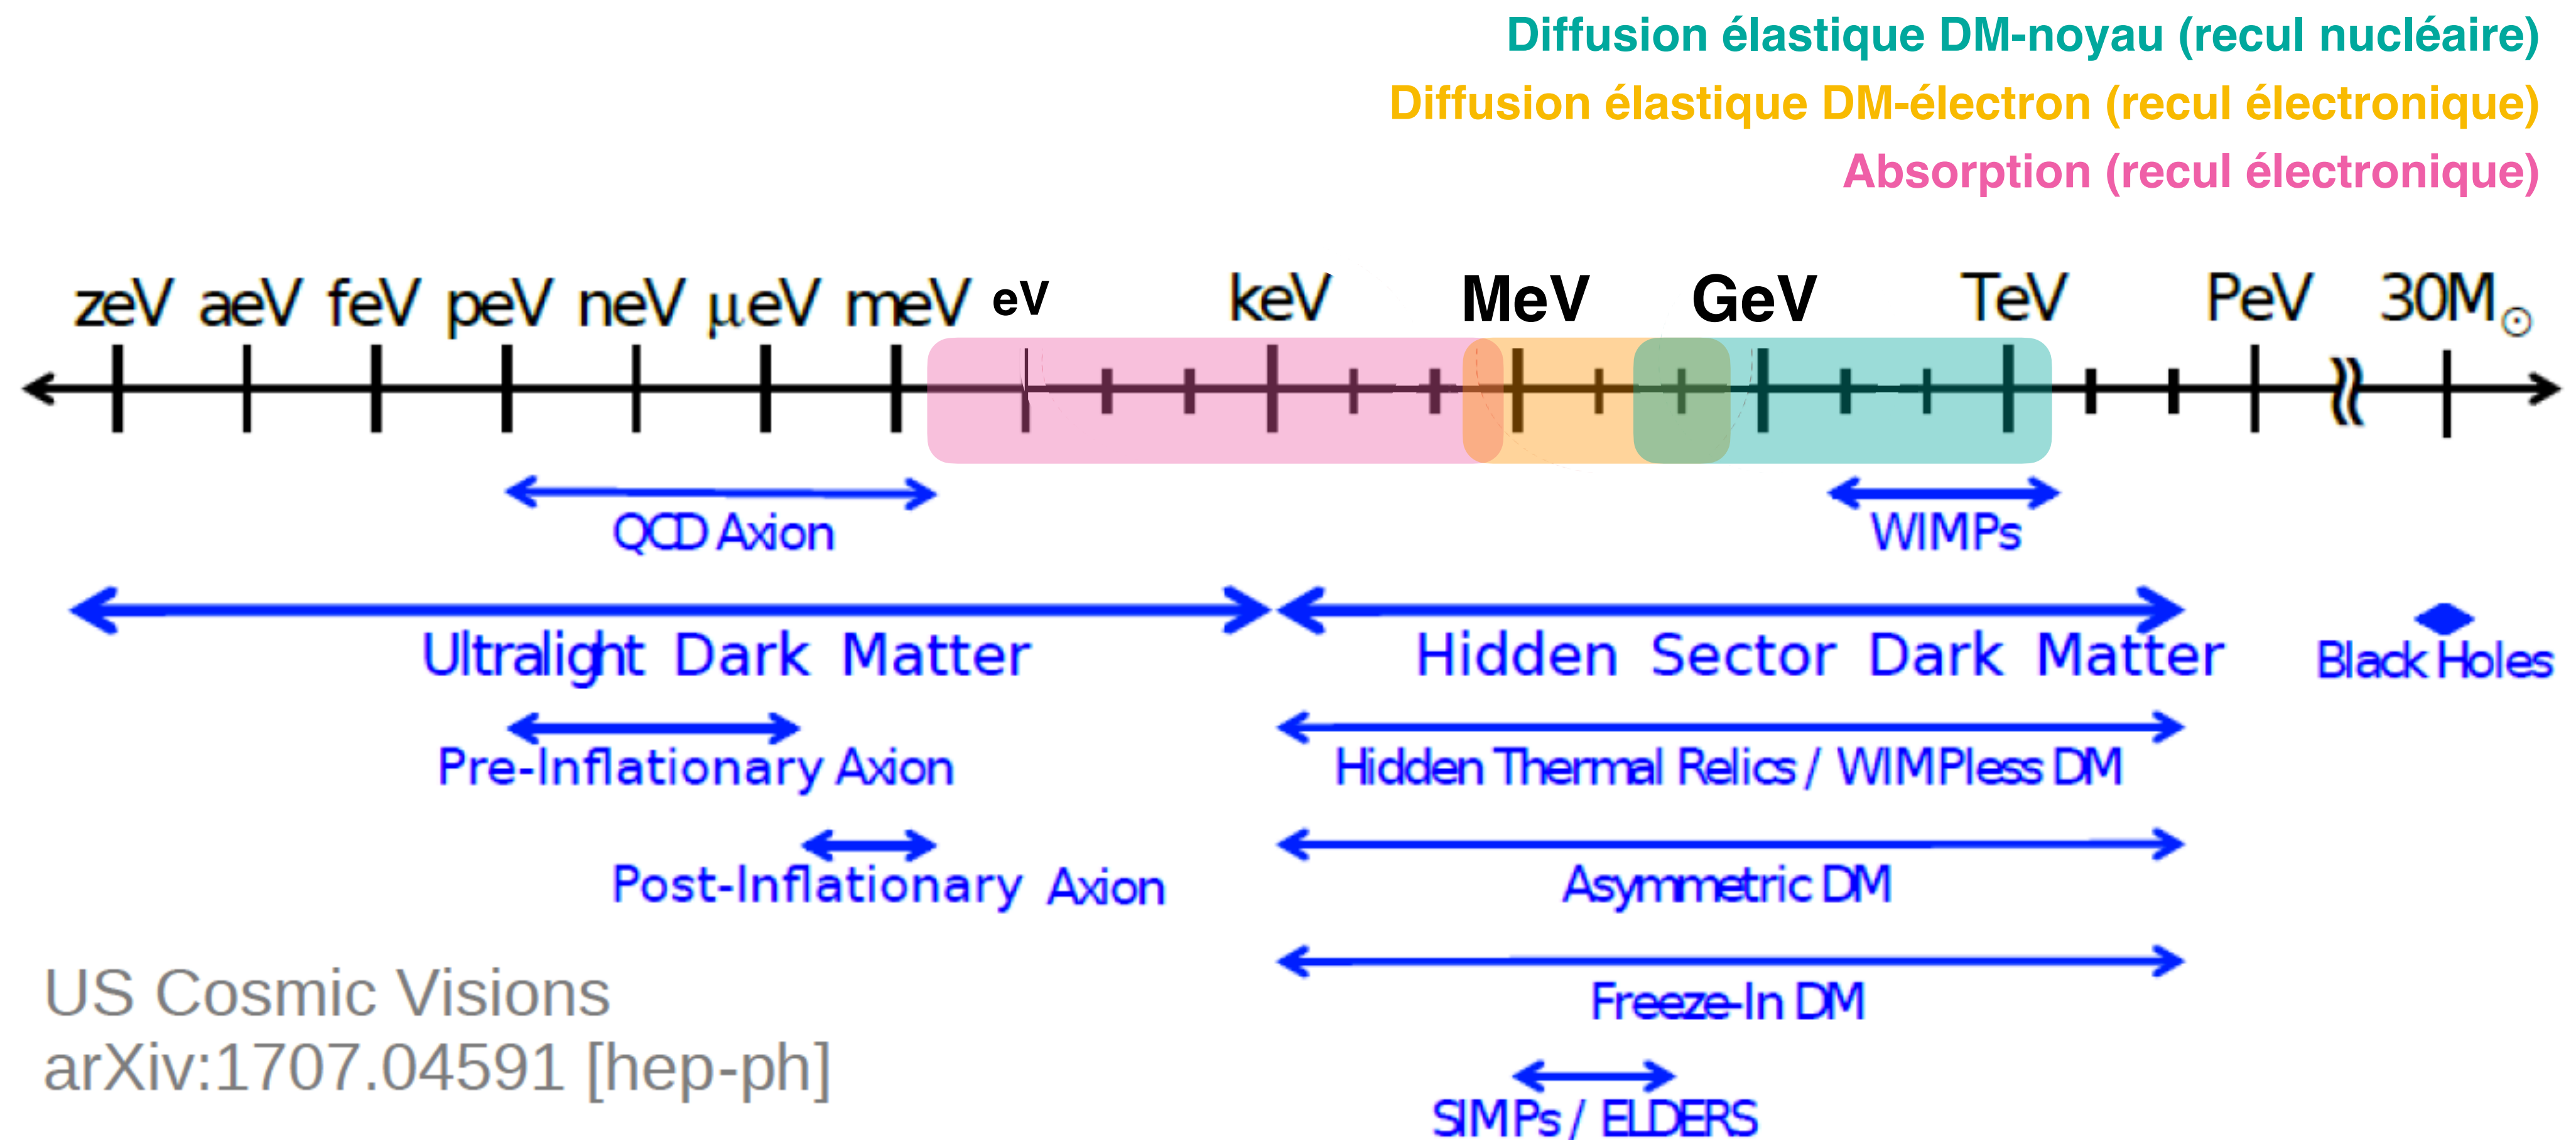 Diffusion élastique DM-noyau (recul nucléaire)
Diffusion élastique DM-électron (recul électronique)
Absorption (recul électronique)
zeV aeV feV peV neV μeV meV eV keV MeV GeV TeV PeV 30M⊙
QCD Axion WIMPs
Ultralight Dark Matter Hidden Sector Dark Matter Black Holes
Pre-Inflationary Axion Hidden Thermal Relics / WIMPless DM
Post-Inflationary Axion Asymmetric DM
Freeze-In DM
US Cosmic Visions
arXiv:1707.04591 [hep-ph]
SIMPs / ELDERS